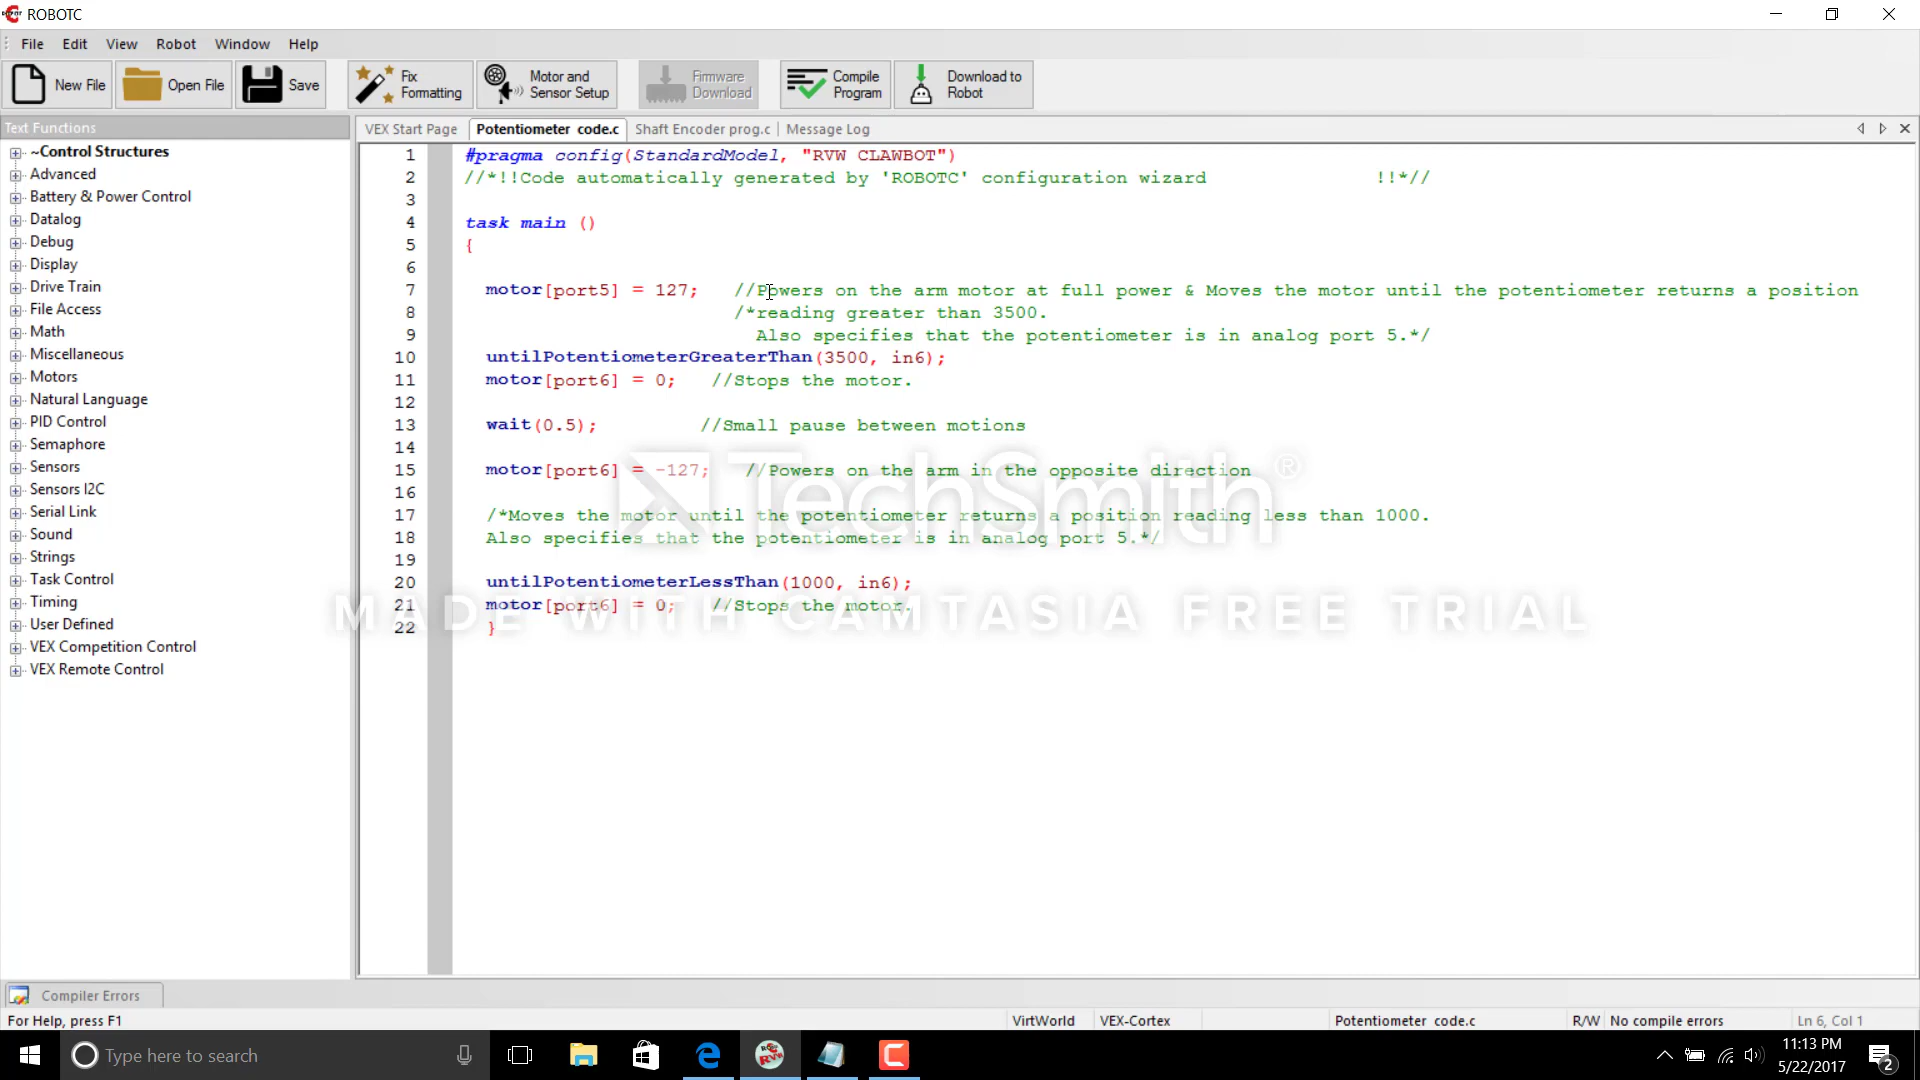 ROBOTC
File Edit View Robot Window Help
New File
Open File
Save
Fix Formatting
Motor and Sensor Setup
Firmware Download
Compile Program
Download to Robot
Text Functions
~Control Structures
Advanced
Battery & Power Control
Datalog
Debug
Display
Drive Train
File Access
Math
Miscellaneous
Motors
Natural Language
PID Control
Semaphore
Sensors
Sensors I2C
Serial Link
Sound
Strings
Task Control
Timing
User Defined
VEX Competition Control
VEX Remote Control
VEX Start Page Potentiometer code.c Shaft Encoder prog.c Message Log
1 #pragma config(StandardModel, "RVW CLAWBOT")
2 //*!!Code automatically generated by 'ROBOTC' configuration wizard !!*//
3
4 task main ()
5 {
6
7 motor[port5] = 127; //Powers on the arm motor at full power & Moves the motor until the potentiometer returns a position
8 /*reading greater than 3500.
9 Also specifies that the potentiometer is in analog port 5.*/
10 untilPotentiometerGreaterThan(3500, in6);
11 motor[port6] = 0; //Stops the motor.
12
13 wait(0.5); //Small pause between motions
14
15 motor[port6] = -127; //Powers on the arm in the opposite direction
16
17 /*Moves the motor until the potentiometer returns a position reading less than 1000.
18 Also specifies that the potentiometer is in analog port 5.*/
19
20 untilPotentiometerLessThan(1000, in6);
21 motor[port6] = 0; //Stops the motor.
22 }
TechSmith®
MADE WITH CAMTASIA FREE TRIAL
Compiler Errors
For Help, press F1
VirtWorld VEX-Cortex Potentiometer code.c R/W No compile errors Ln 6, Col 1
Type here to search
RVW
C
11:13 PM
5/22/2017
2